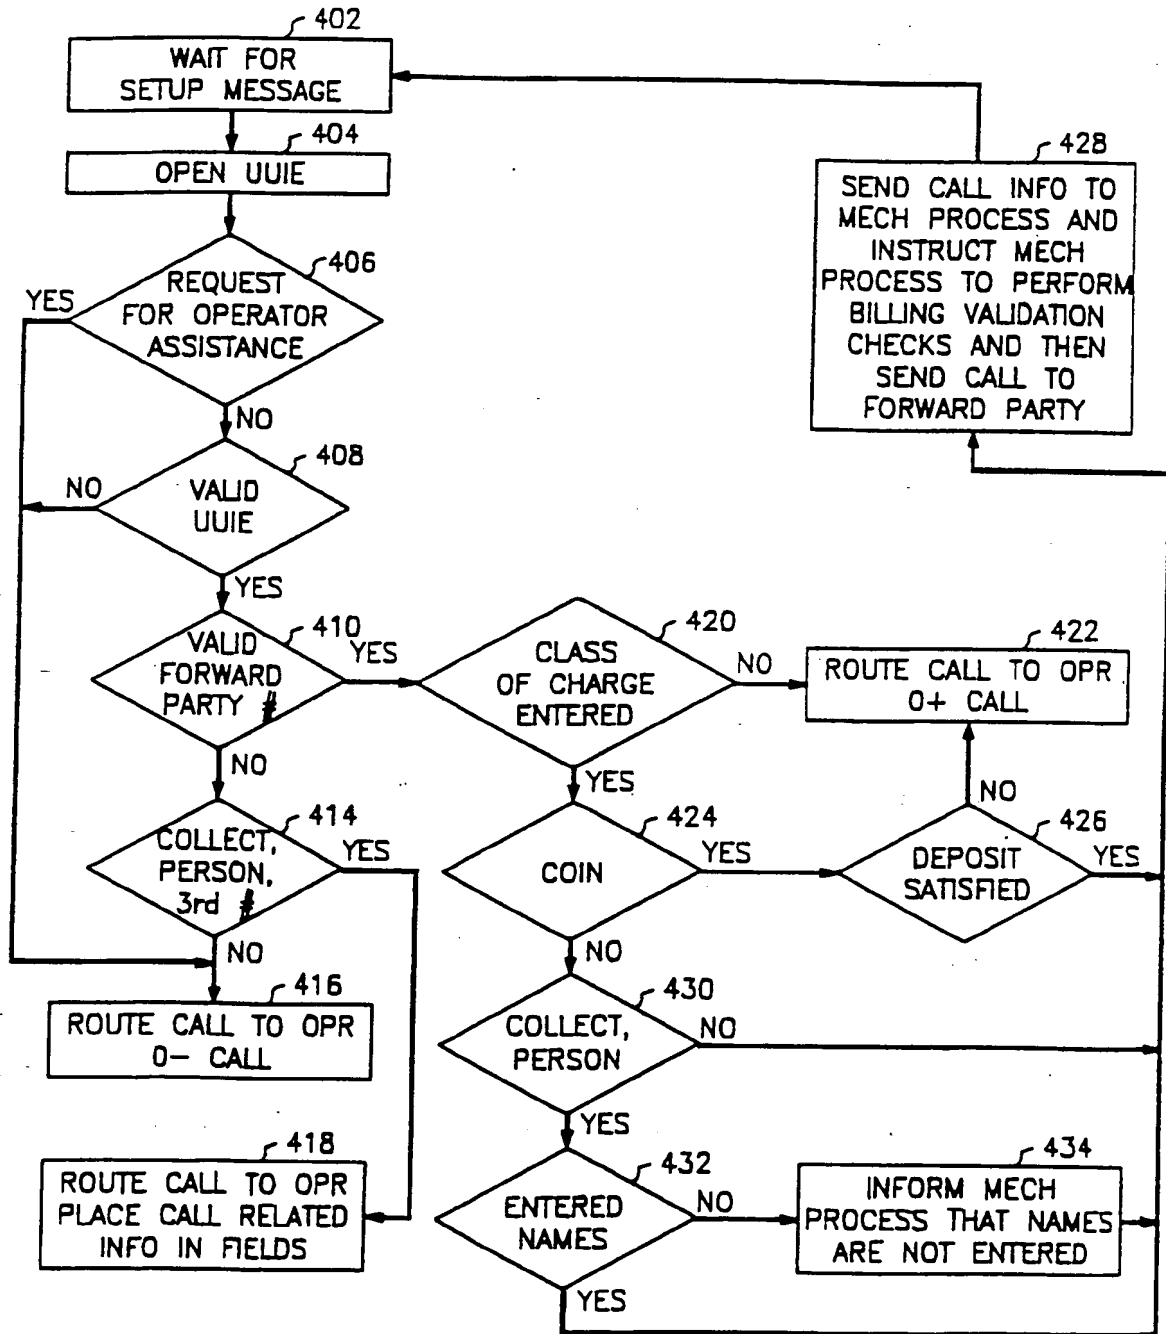 402
WAIT FOR
SETUP MESSAGE
404
OPEN UUIE
406
REQUEST
FOR OPERATOR
ASSISTANCE
YES
NO
408
VALID
UUIE
NO
YES
410
VALID
FORWARD
PARTY #
YES
NO
414
COLLECT,
PERSON,
3rd #
YES
NO
416
ROUTE CALL TO OPR
0- CALL
418
ROUTE CALL TO OPR
PLACE CALL RELATED
INFO IN FIELDS
420
CLASS
OF CHARGE
ENTERED
NO
YES
422
ROUTE CALL TO OPR
0+ CALL
424
COIN
YES
NO
426
DEPOSIT
SATISFIED
NO
YES
428
SEND CALL INFO TO
MECH PROCESS AND
INSTRUCT MECH
PROCESS TO PERFORM
BILLING VALIDATION
CHECKS AND THEN
SEND CALL TO
FORWARD PARTY
430
COLLECT,
PERSON
NO
YES
432
ENTERED
NAMES
NO
YES
434
INFORM MECH
PROCESS THAT NAMES
ARE NOT ENTERED